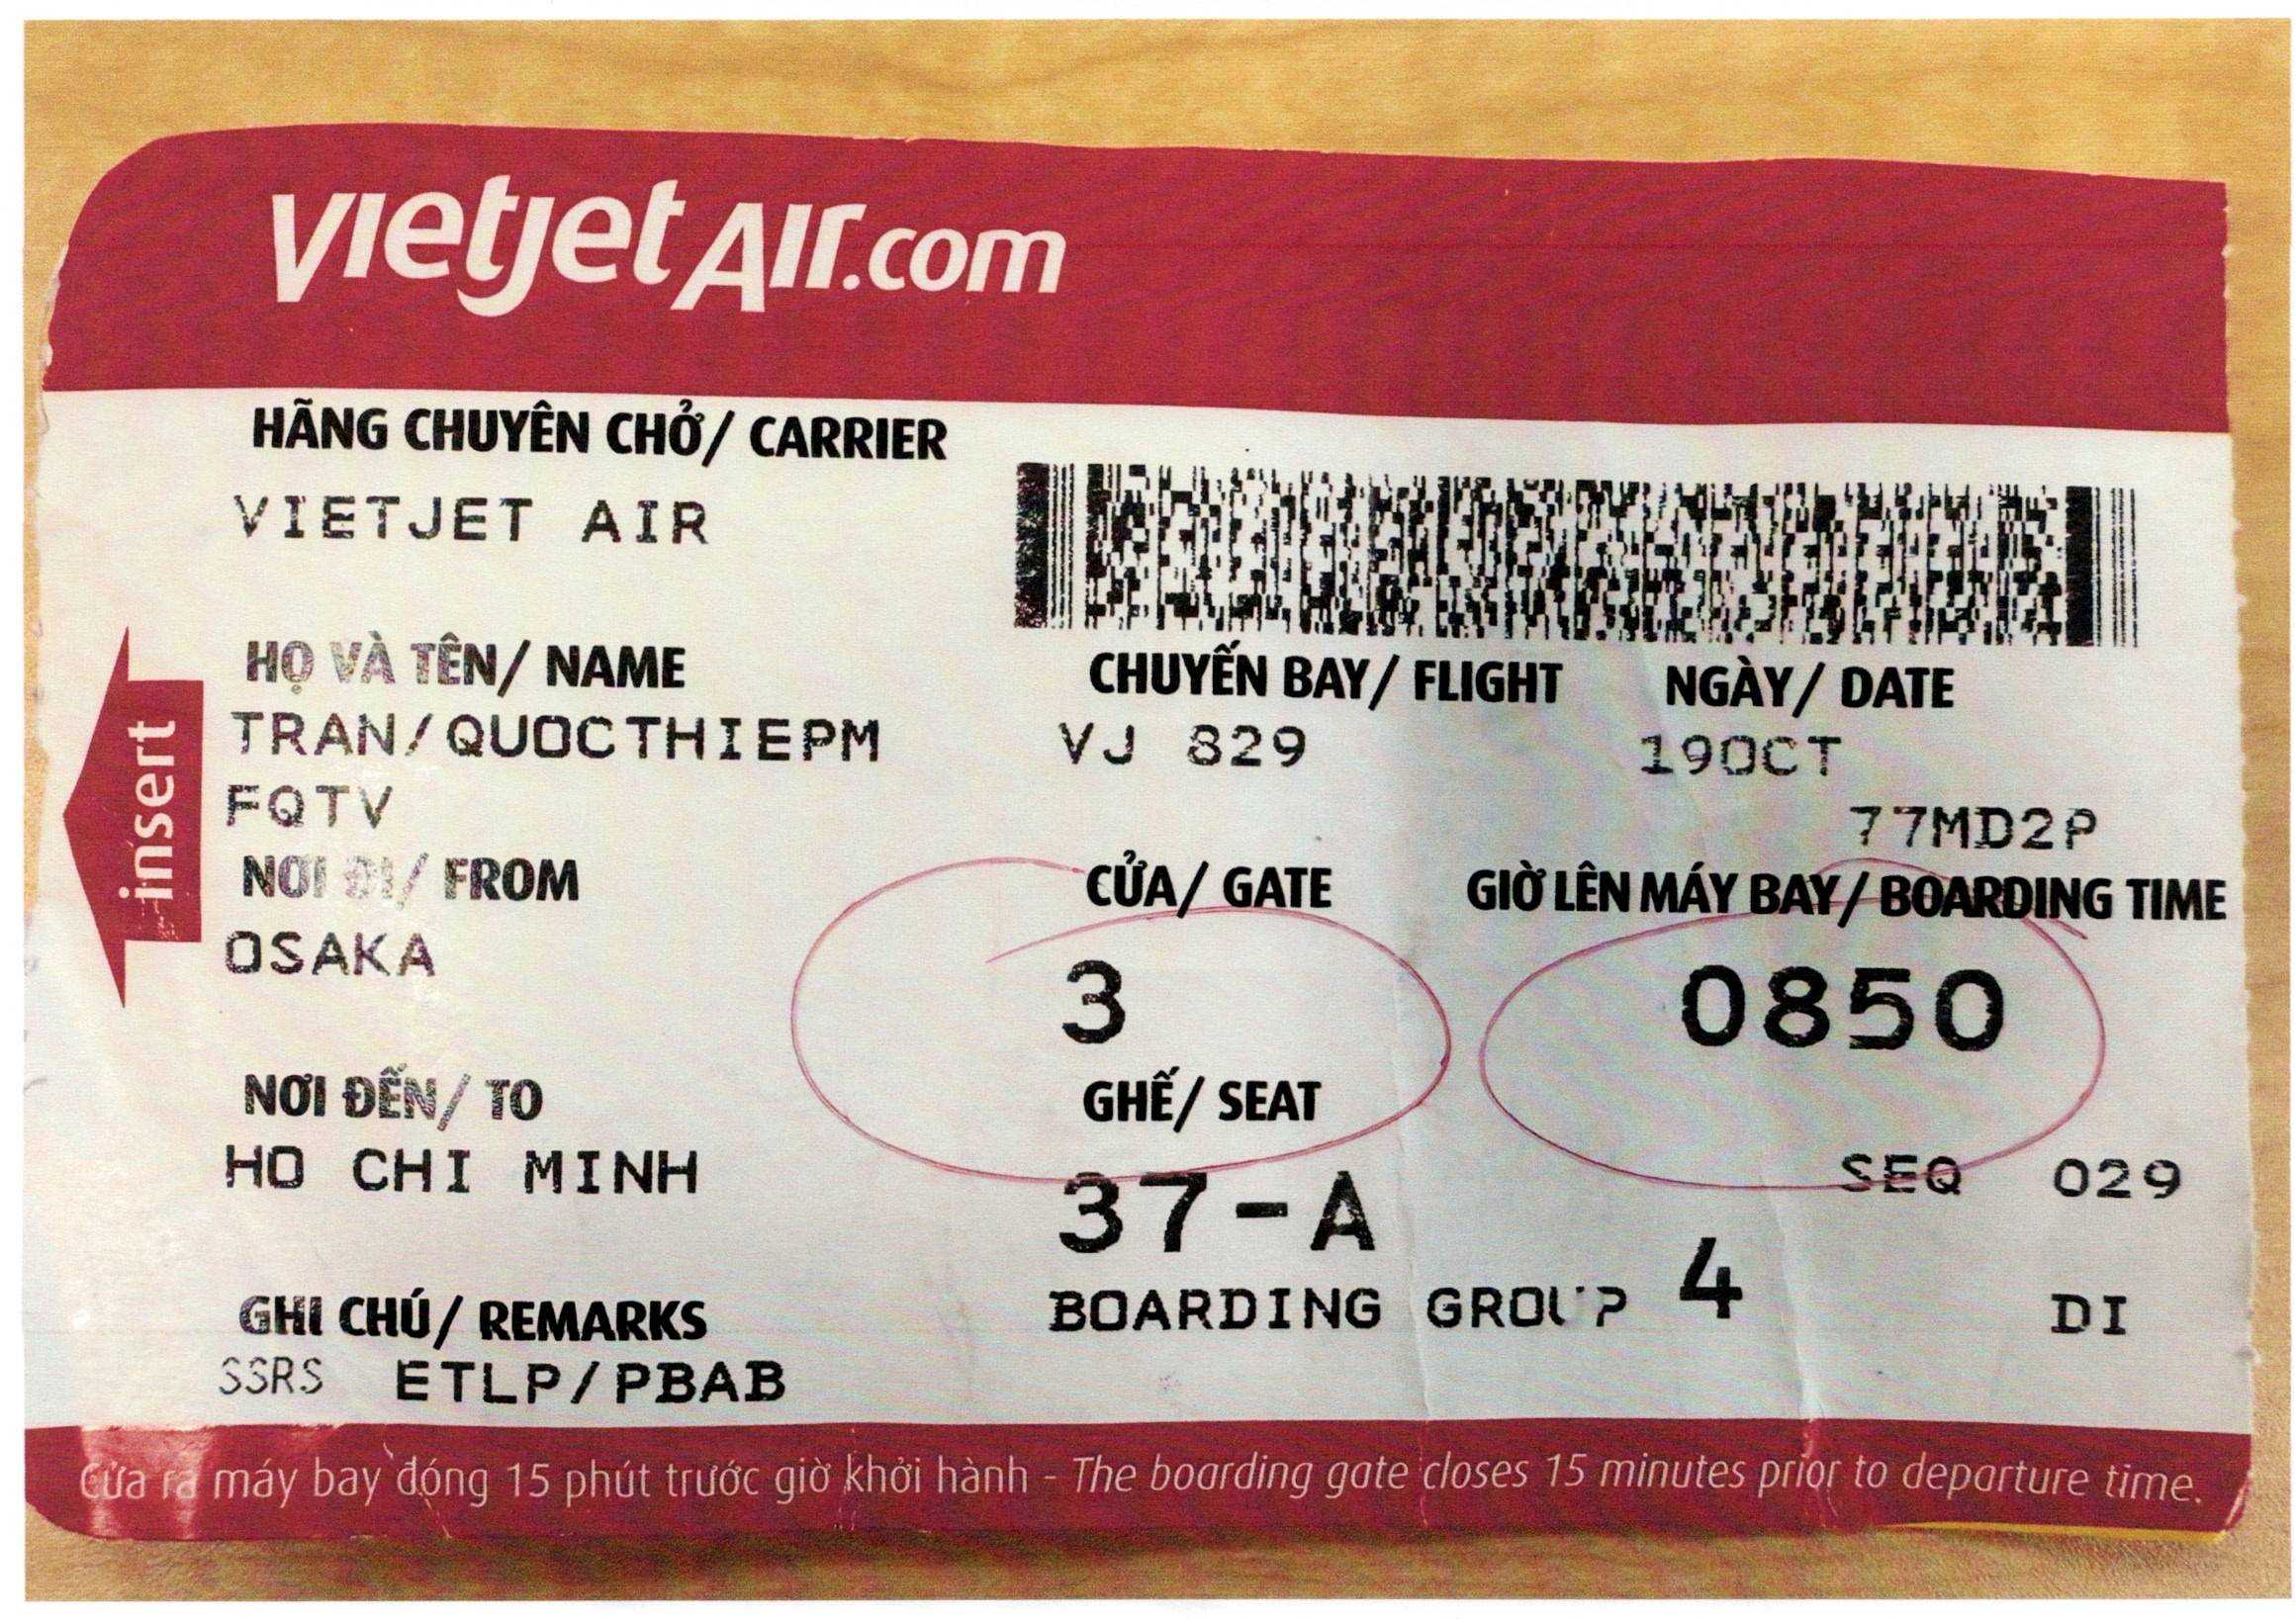 vietjetAir.com
HÃNG CHUYÊN CHỞ/ CARRIER
VIETJET AIR
HỌ VÀ TÊN/ NAME
TRAN/QUOCTHIEPM
FQTV
CHUYẾN BAY/ FLIGHT
VJ 829
NGÀY/ DATE
19OCT
77MD2P
insert
NƠI ĐI/ FROM
OSAKA
CỬA/ GATE
3
GIỜ LÊN MÁY BAY/ BOARDING TIME
0850
NƠI ĐẾN/ TO
HO CHI MINH
GHẾ/ SEAT
37-A
SEQ 029
BOARDING GROUP 4
DI
GHI CHÚ/ REMARKS
SSRS ETLP/PBAB
Cửa ra máy bay đóng 15 phút trước giờ khởi hành - The boarding gate closes 15 minutes prior to departure time.